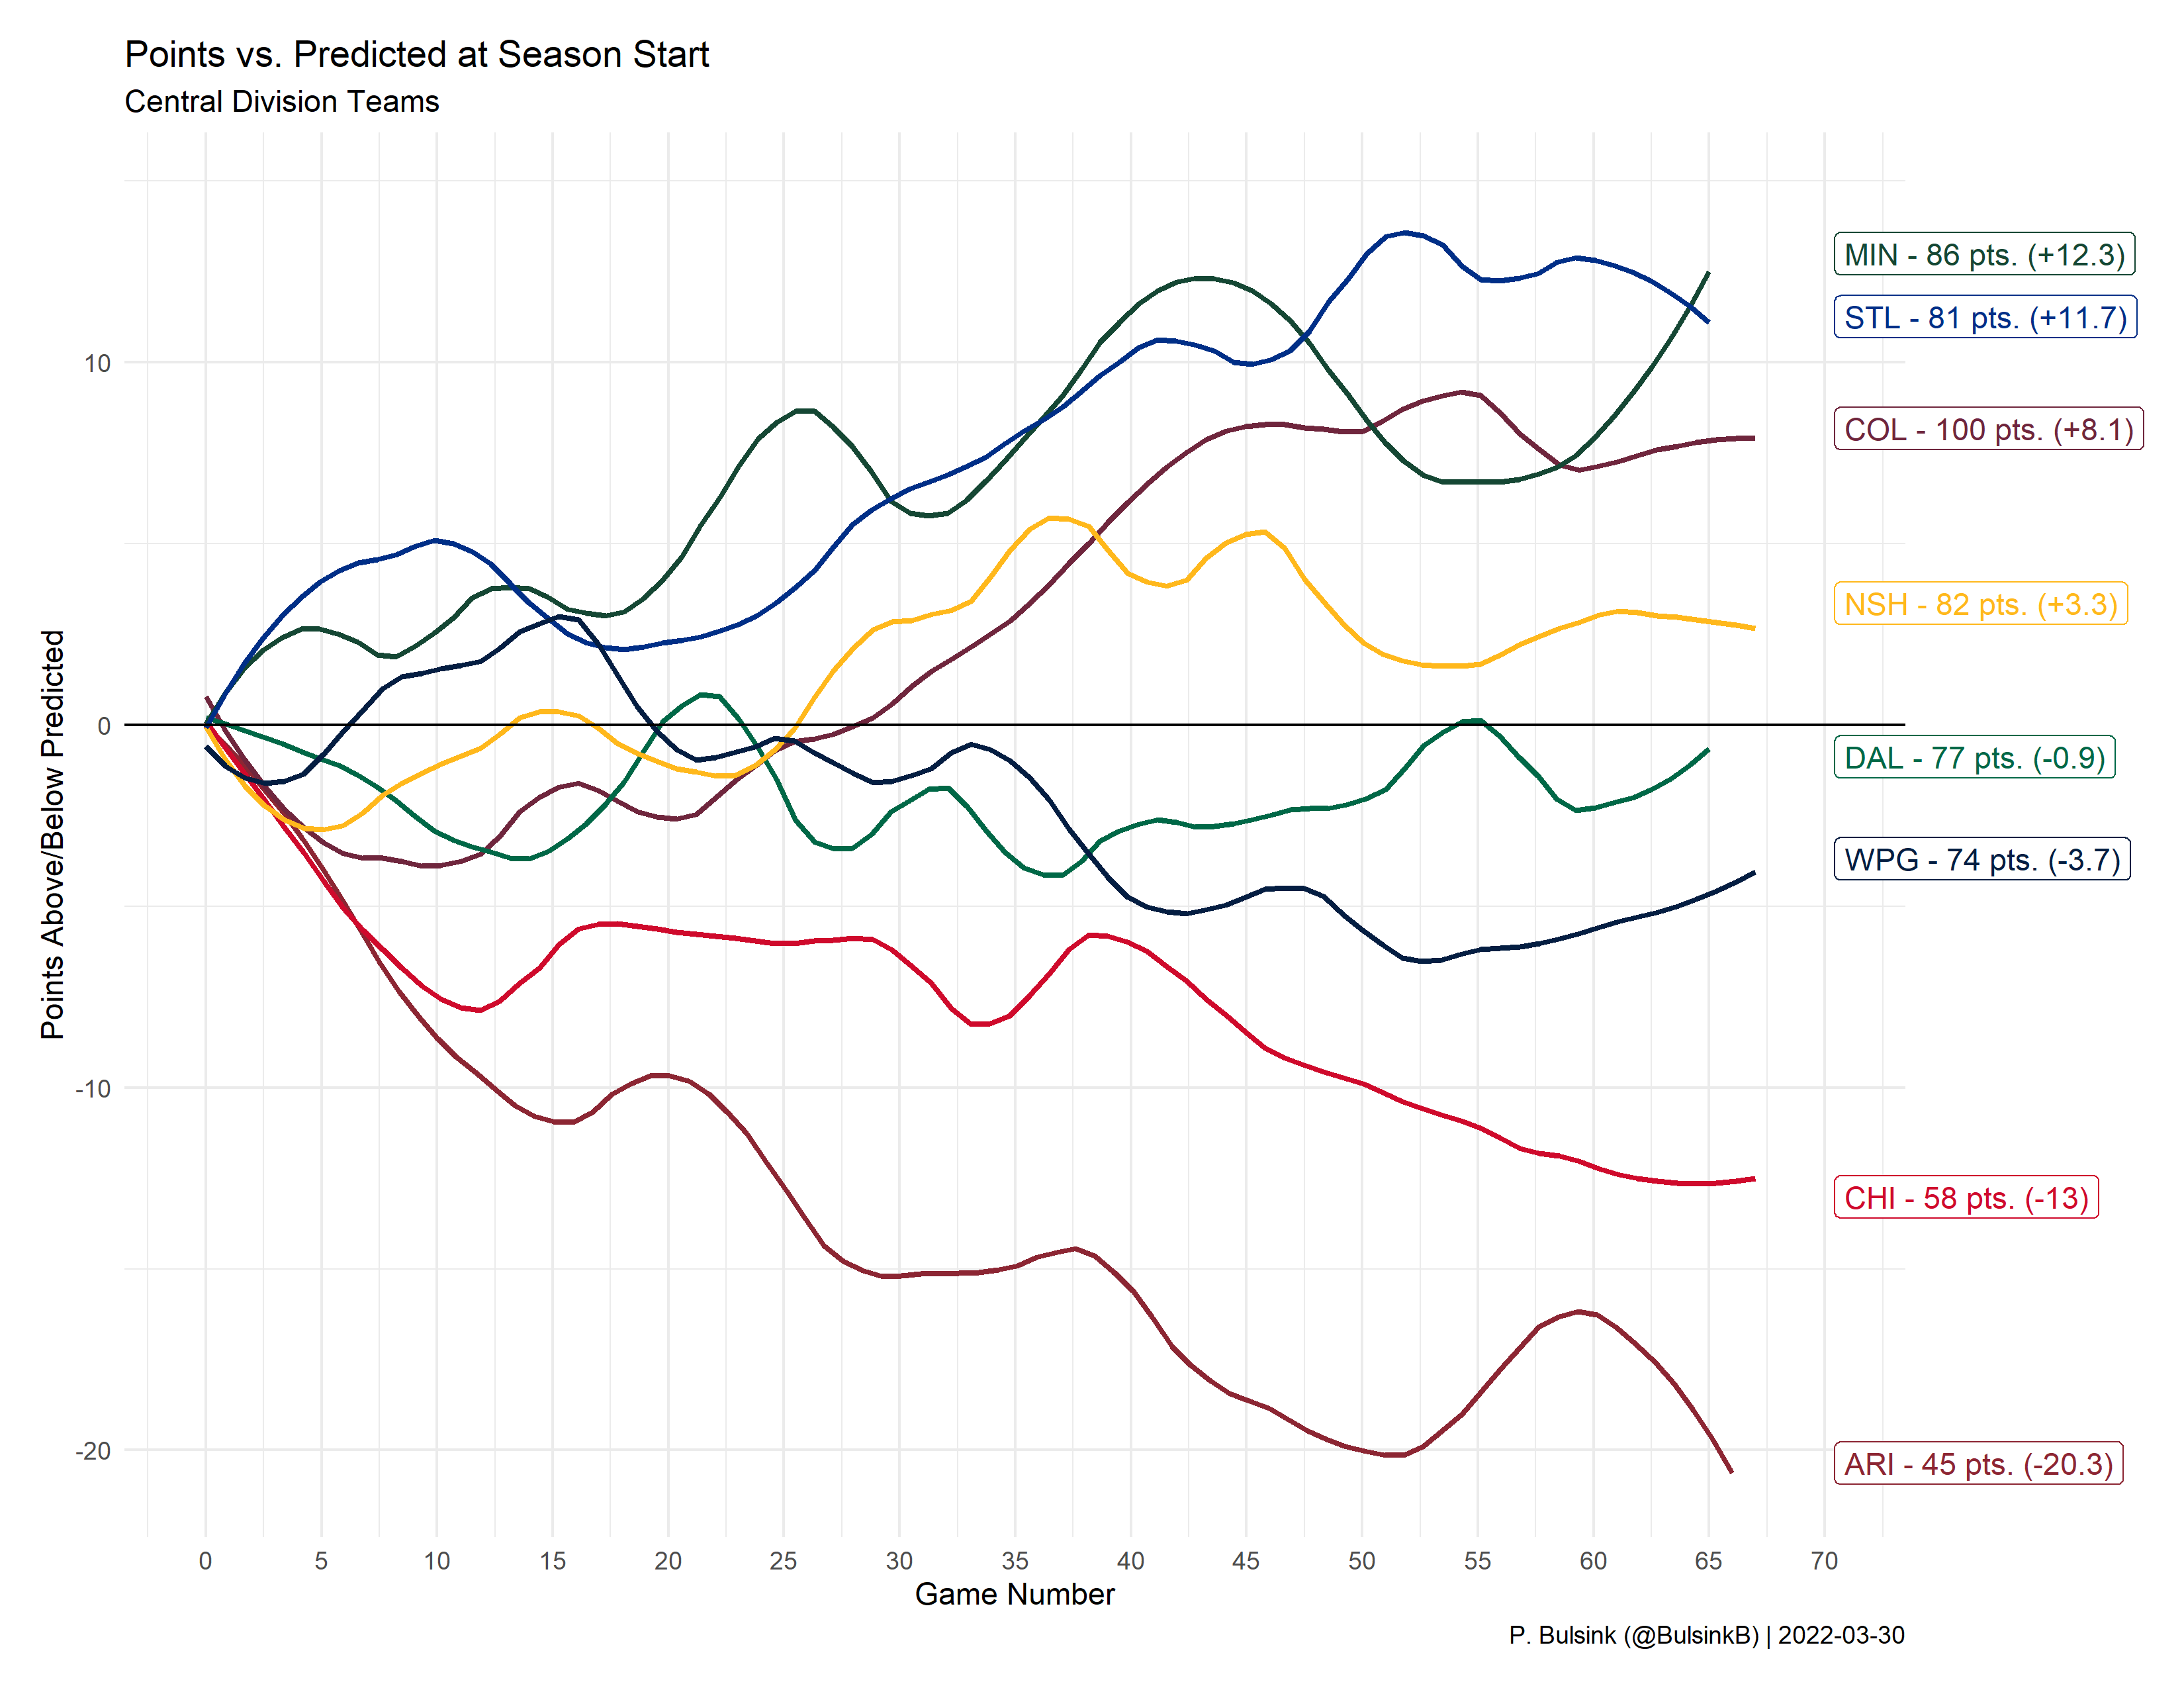 Points vs. Predicted at Season Start
Central Division Teams
Points Above/Below Predicted
10
0
-10
-20
MIN - 86 pts. (+12.3)
STL - 81 pts. (+11.7)
COL - 100 pts. (+8.1)
NSH - 82 pts. (+3.3)
DAL - 77 pts. (-0.9)
WPG - 74 pts. (-3.7)
CHI - 58 pts. (-13)
ARI - 45 pts. (-20.3)
0 5 10 15 20 25 30 35 40 45 50 55 60 65 70
Game Number
P. Bulsink (@BulsinkB) | 2022-03-30